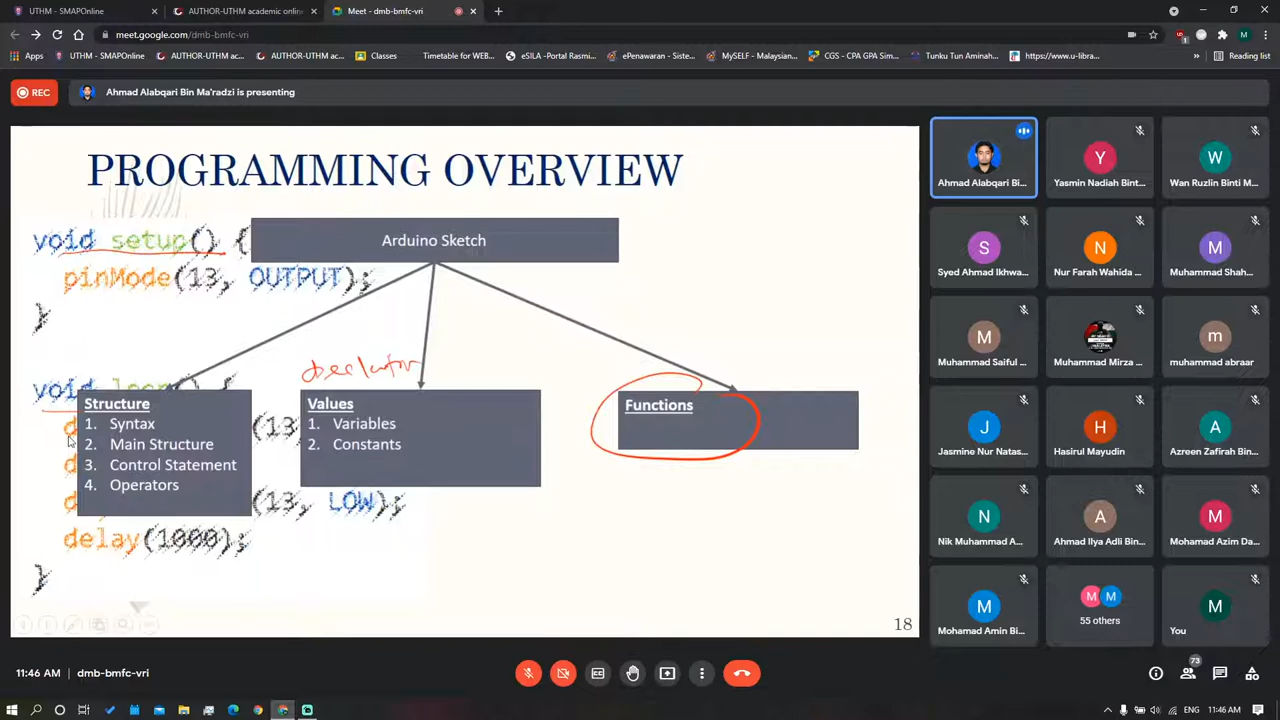 UTHM - SMAPOnline
AUTHOR-UTHM academic onlin
Meet - dmb-bmfc-vri
meet.google.com/dmb-bmfc-vri
Apps
UTHM - SMAPOnline
AUTHOR-UTHM ac...
AUTHOR-UTHM ac...
Classes
Timetable for WEB...
eSILA -Portal Rasmi...
ePenawaran - Siste...
MySELF - Malaysian...
CGS - CPA GPA Sim...
Tunku Tun Aminah...
https://www.u-libra...
»
Reading list
REC
Ahmad Alabqari Bin Ma'radzi is presenting
PROGRAMMING OVERVIEW
void setup() {
Arduino Sketch
pinMode(13, OUTPUT);
}
void loop() {
Structure
1. Syntax
2. Main Structure
3. Control Statement
4. Operators
Values
1. Variables
2. Constants
Functions
(13
(13, LOW);
delay(1000);
}
18
Ahmad Alabqari Bi...
Y
Yasmin Nadiah Bint...
W
Wan Ruzlin Binti M...
S
Syed Ahmad Ikhwa...
N
Nur Farah Wahida ...
M
Muhammad Shah...
M
Muhammad Saiful ...
Muhammad Mirza ...
m
muhammad abraar
J
Jasmine Nur Natas...
H
Hasirul Mayudin
A
Azreen Zafirah Bin...
N
Nik Muhammad A...
A
Ahmad Ilya Adli Bin...
M
Mohamad Azim Da...
M
Mohamad Amin Bi...
M M
55 others
M
You
11:46 AM | dmb-bmfc-vri
73
11:46 AM